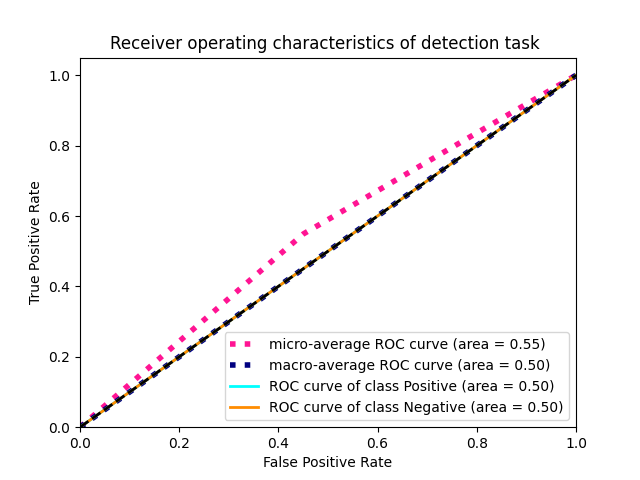 Receiver operating characteristics of detection task
True Positive Rate
1.0
0.8
0.6
0.4
0.2
0.0
micro-average ROC curve (area = 0.55)
macro-average ROC curve (area = 0.50)
ROC curve of class Positive (area = 0.50)
ROC curve of class Negative (area = 0.50)
0.0 0.2 0.4 0.6 0.8 1.0
False Positive Rate